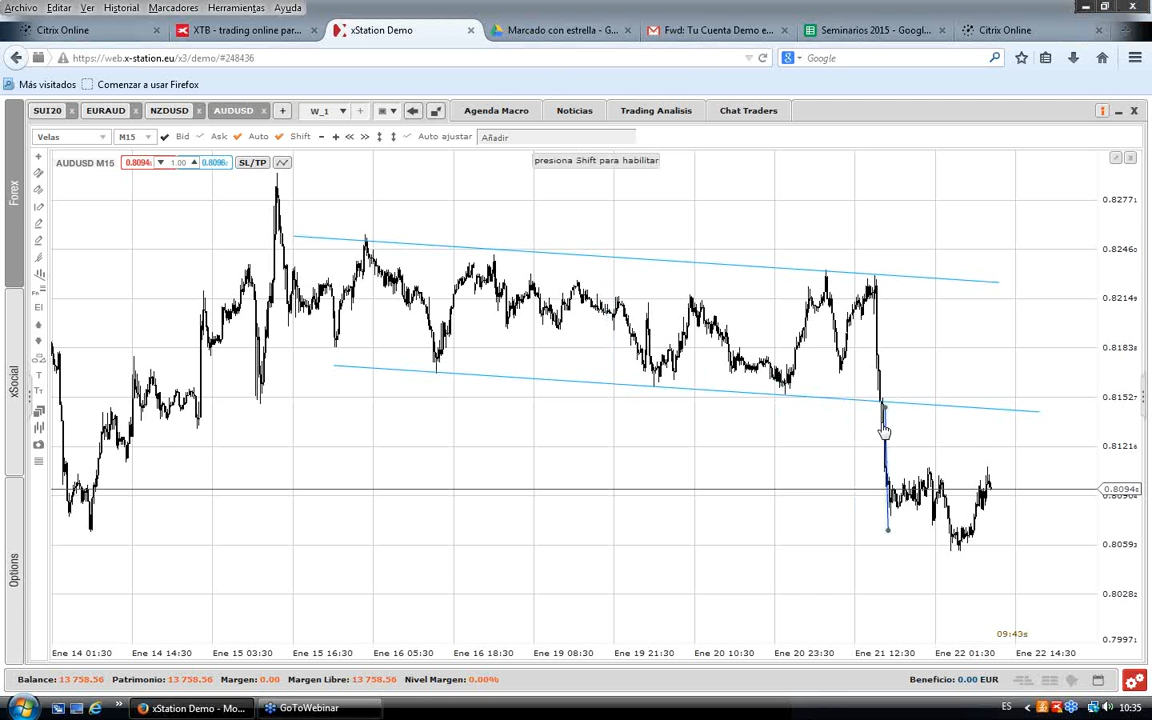 Archivo Editar Ver Historial Marcadores Herramientas Ayuda
Citrix Online × XTB - trading online par... × xStation Demo × Marcado con estrella - G... × Fwd: Tu Cuenta Demo e... × Seminarios 2015 - Googl... × Citrix Online ×
https://web.x-station.eu/x3/demo/#248436 Google
Más visitados Comenzar a usar Firefox
SUI20 x EURAUD x NZDUSD x AUDUSD x + W_1 Agenda Macro Noticias Trading Analisis Chat Traders
Velas M15 Bid Ask Auto Shift Auto ajustar Añadir
AUDUSD M15 0.8094 1.00 0.8096 SL/TP
presiona Shift para habilitar
Forex
xSocial
Options
0.8277
0.8246
0.8214
0.8183
0.8152
0.8121
0.8094
0.8090
0.8059
0.8028
0.7997
09:43s
Ene 14 01:30 Ene 14 14:30 Ene 15 03:30 Ene 15 16:30 Ene 16 05:30 Ene 16 18:30 Ene 19 08:30 Ene 19 21:30 Ene 20 10:30 Ene 20 23:30 Ene 21 12:30 Ene 22 01:30 Ene 22 14:30
Balance: 13 758.56 Patrimonio: 13 758.56 Margen: 0.00 Margen Libre: 13 758.56 Nivel Margen: 0.00% Beneficio: 0.00 EUR
xStation Demo - Mo... GoToWebinar ES 10:35